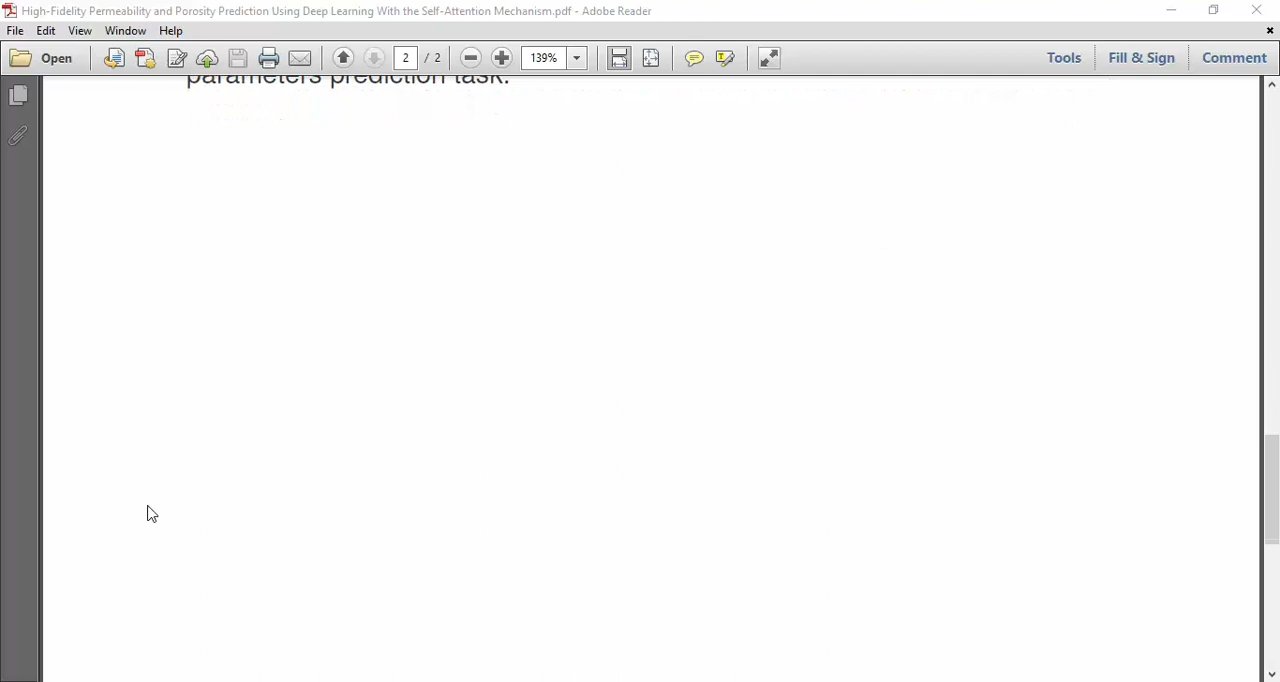 High-Fidelity Permeability and Porosity Prediction Using Deep Learning With the Self-Attention Mechanism.pdf - Adobe Reader
File Edit View Window Help
Open 2 / 2 139% Tools Fill & Sign Comment
parameters prediction task.